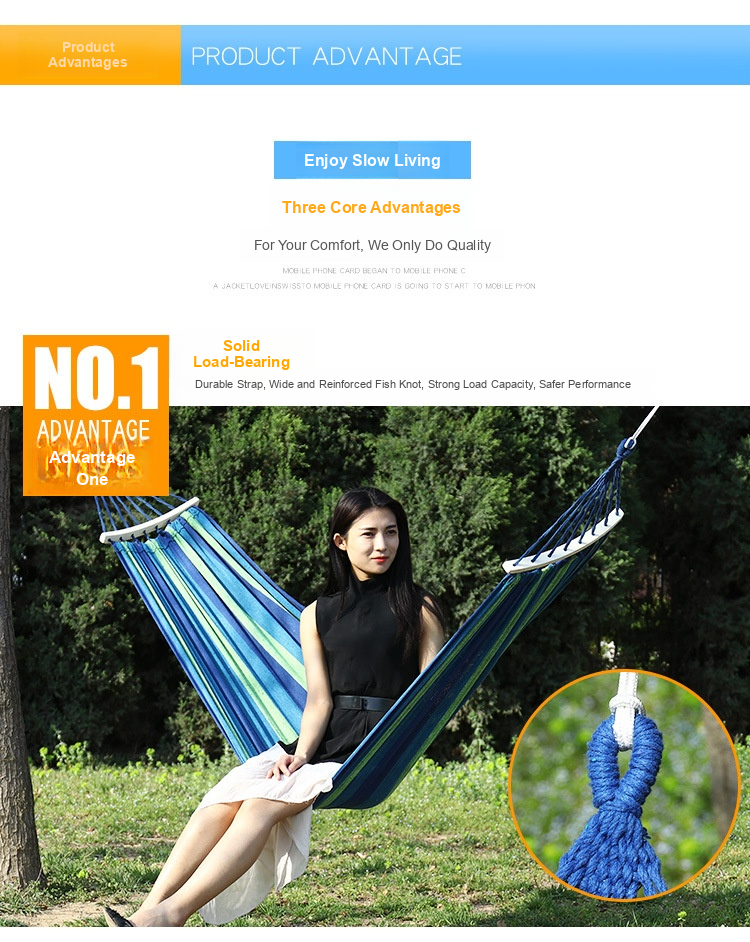 Product
Advantages
PRODUCT ADVANTAGE
Enjoy Slow Living
Three Core Advantages
For Your Comfort, We Only Do Quality
MOBILE PHONE CARD BEGAN TO MOBILE PHONE C
A JACKETLOVEINSWISSTO MOBILE PHONE CARD IS GOING TO START TO MOBILE PHON
NO.1
ADVANTAGE
Advantage
One
Solid
Load-Bearing
Durable Strap, Wide and Reinforced Fish Knot, Strong Load Capacity, Safer Performance